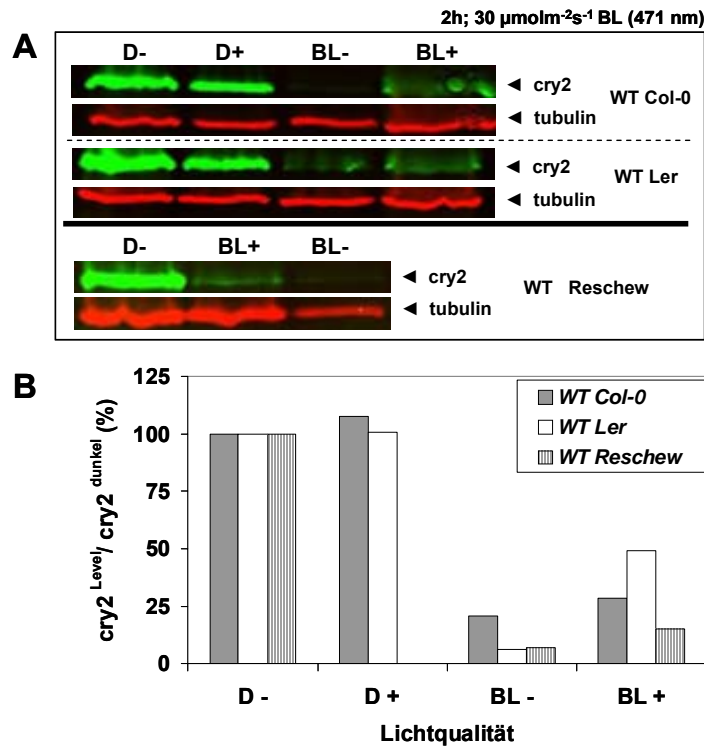 2h; 30 µmolm-2s-1 BL (471 nm)
A
D- D+ BL- BL+
◄ cry2
WT Col-0
◄ tubulin
◄ cry2
WT Ler
◄ tubulin
D- BL+ BL-
◄ cry2
WT Reschew
◄ tubulin
B
cry2 Level/ cry2 dunkel (%)
125
100
75
50
25
0
WT Col-0
WT Ler
WT Reschew
D - D + BL - BL +
Lichtqualität